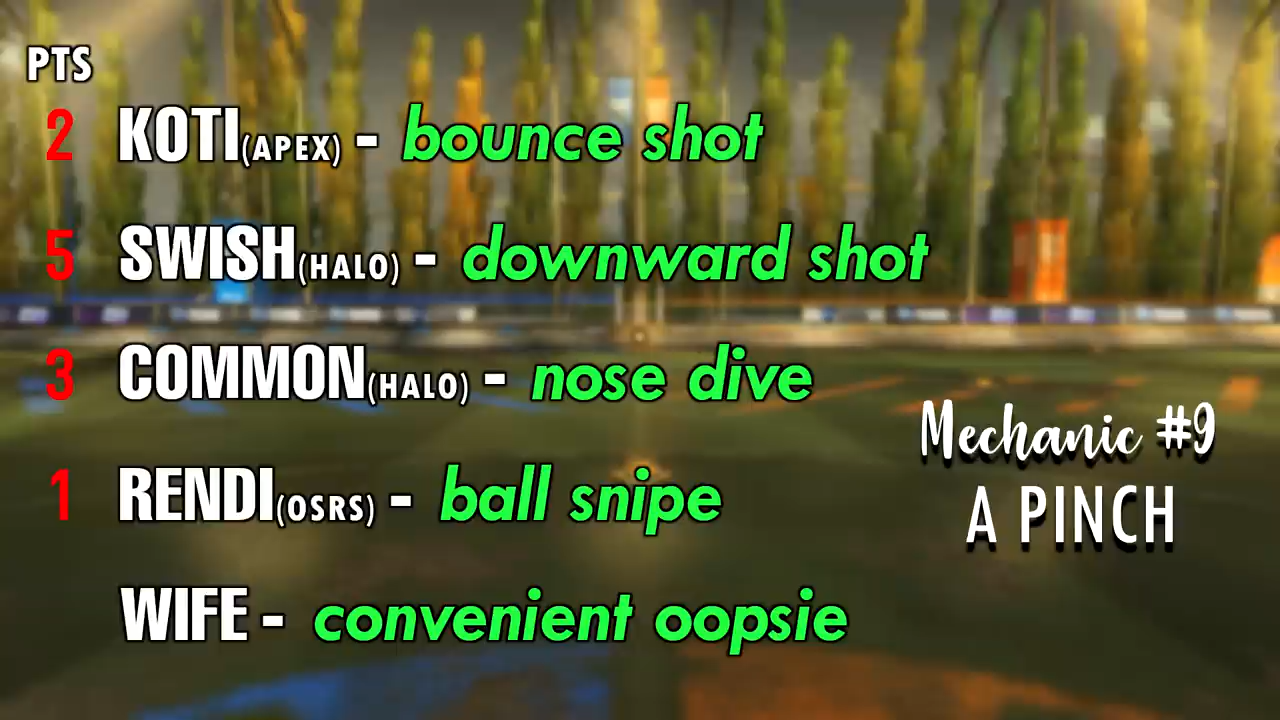 PTS
2 KOTI(APEX) - bounce shot
5 SWISH(HALO) - downward shot
3 COMMON(HALO) - nose dive
Mechanic #9
A PINCH
1 RENDI(OSRS) - ball snipe
WIFE - convenient oopsie